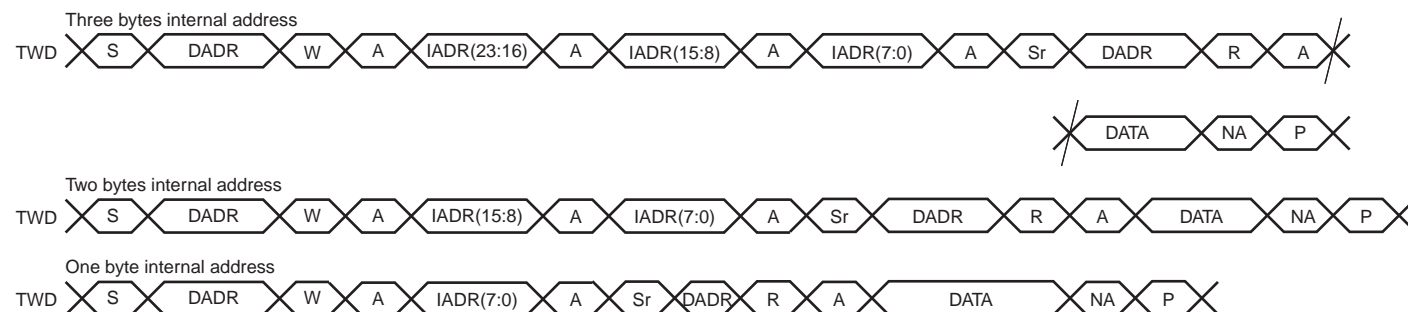 Three bytes internal address
TWD S DADR W A IADR(23:16) A IADR(15:8) A IADR(7:0) A Sr DADR R A
DATA NA P
Two bytes internal address
TWD S DADR W A IADR(15:8) A IADR(7:0) A Sr DADR R A DATA NA P
One byte internal address
TWD S DADR W A IADR(7:0) A Sr DADR R A DATA NA P